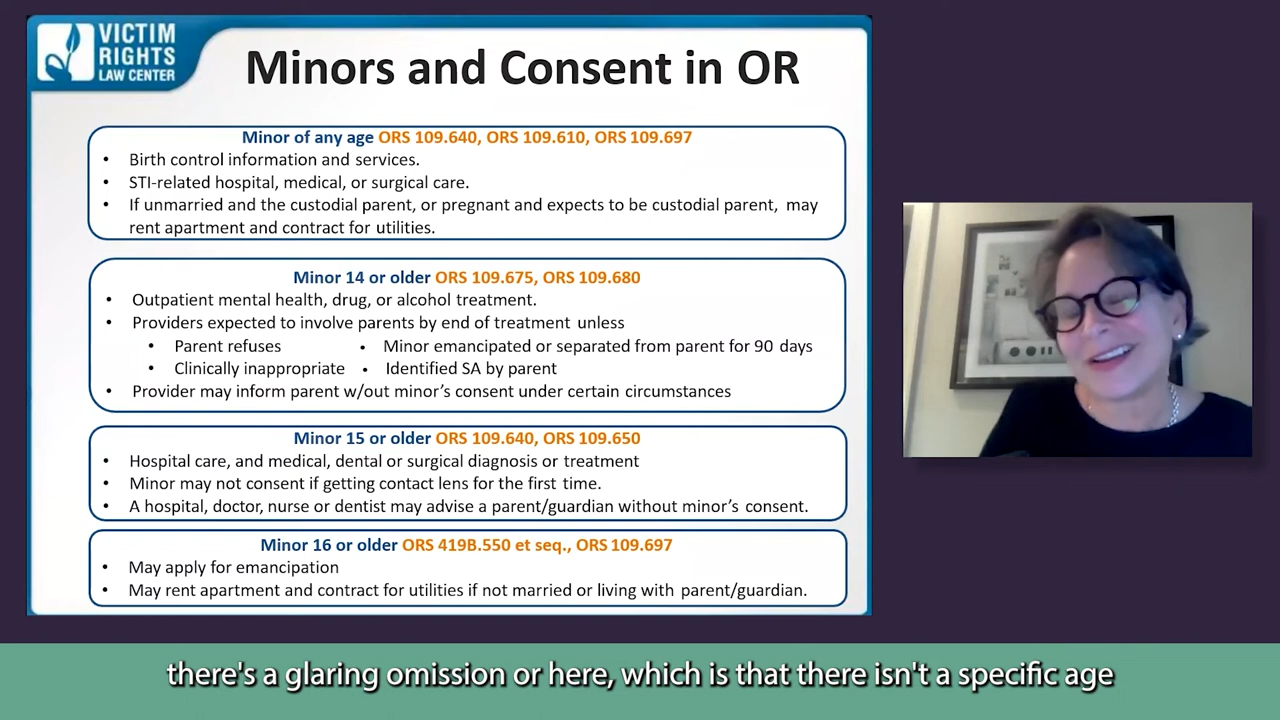 VICTIM
RIGHTS
LAW CENTER
Minors and Consent in OR
Minor of any age ORS 109.640, ORS 109.610, ORS 109.697
• Birth control information and services.
• STI-related hospital, medical, or surgical care.
• If unmarried and the custodial parent, or pregnant and expects to be custodial parent, may
rent apartment and contract for utilities.
Minor 14 or older ORS 109.675, ORS 109.680
• Outpatient mental health, drug, or alcohol treatment.
• Providers expected to involve parents by end of treatment unless
• Parent refuses • Minor emancipated or separated from parent for 90 days
• Clinically inappropriate • Identified SA by parent
• Provider may inform parent w/out minor's consent under certain circumstances
Minor 15 or older ORS 109.640, ORS 109.650
• Hospital care, and medical, dental or surgical diagnosis or treatment
• Minor may not consent if getting contact lens for the first time.
• A hospital, doctor, nurse or dentist may advise a parent/guardian without minor's consent.
Minor 16 or older ORS 419B.550 et seq., ORS 109.697
• May apply for emancipation
• May rent apartment and contract for utilities if not married or living with parent/guardian.
there's a glaring omission or here, which is that there isn't a specific age